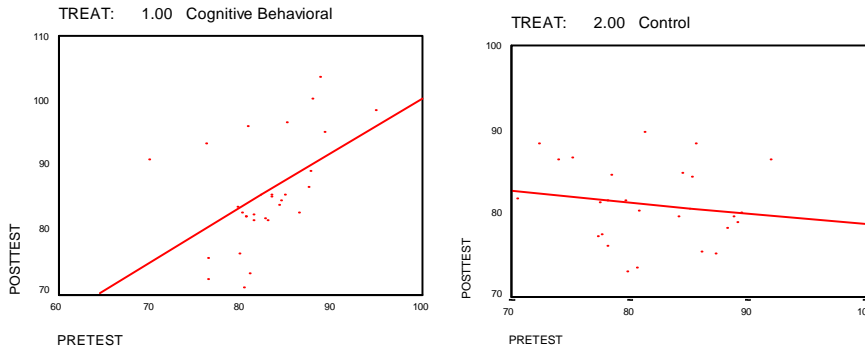 TREAT: 1.00 Cognitive Behavioral
110
100
90
80
70
POSTTEST
60 70 80 90 100
PRETEST
TREAT: 2.00 Control
100
90
80
70
POSTTEST
70 80 90 100
PRETEST